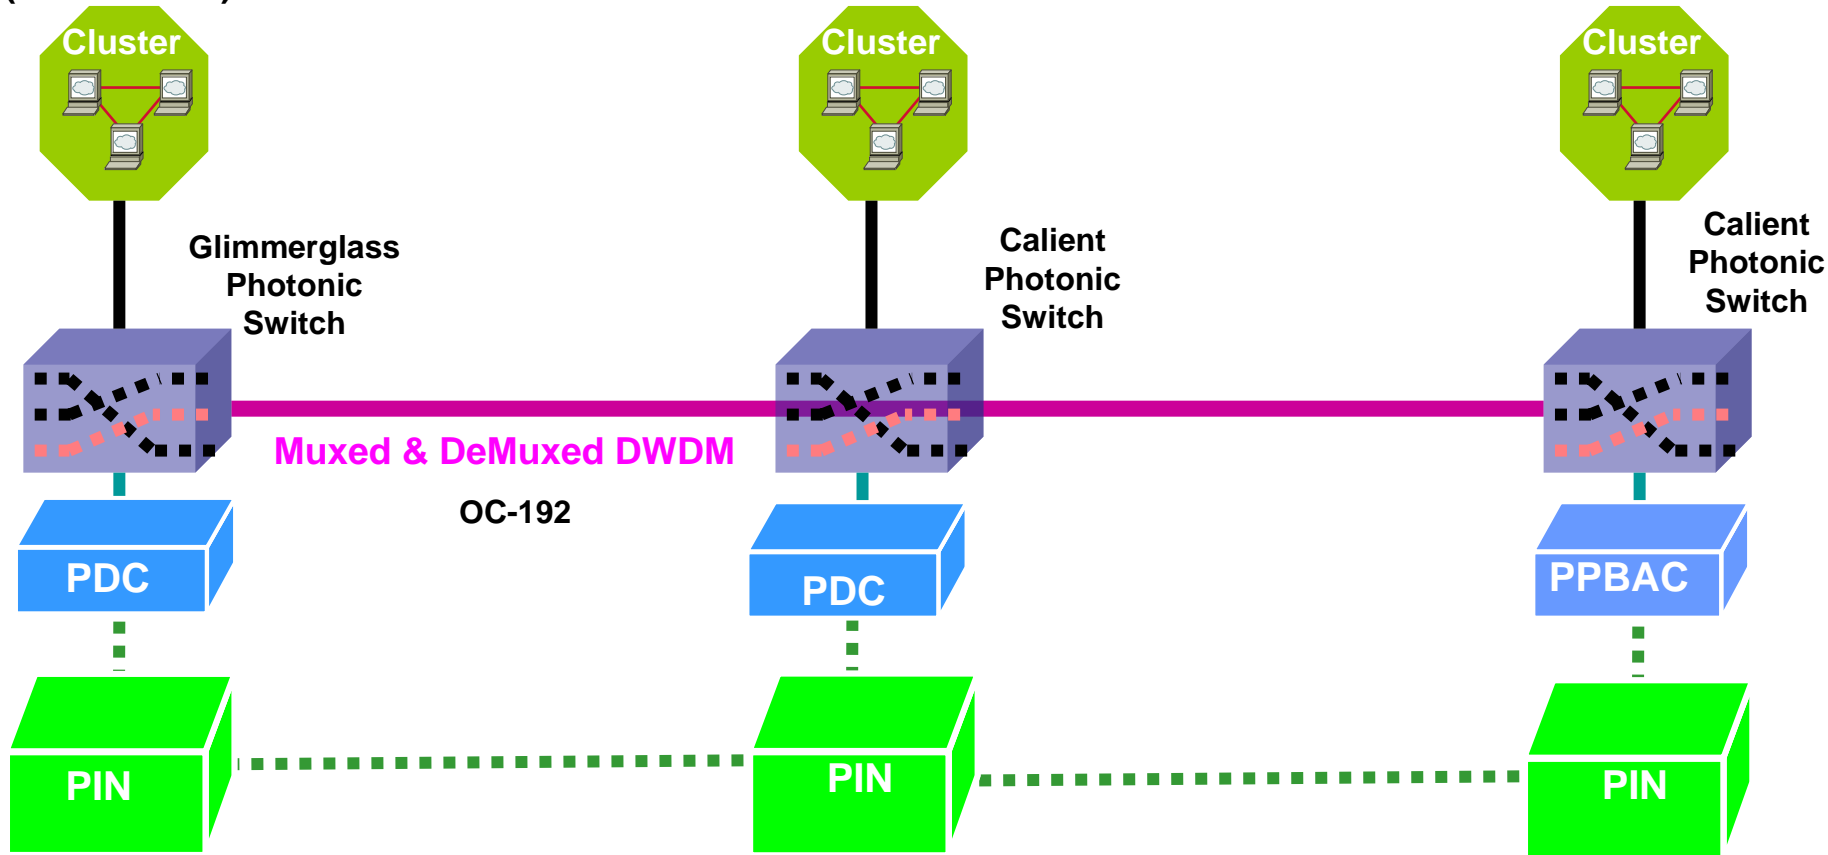 Cluster
Cluster
Cluster
Glimmerglass
Photonic
Switch
Calient
Photonic
Switch
Calient
Photonic
Switch
Muxed & DeMuxed DWDM
OC-192
PDC
PDC
PPBAC
PIN
PIN
PIN